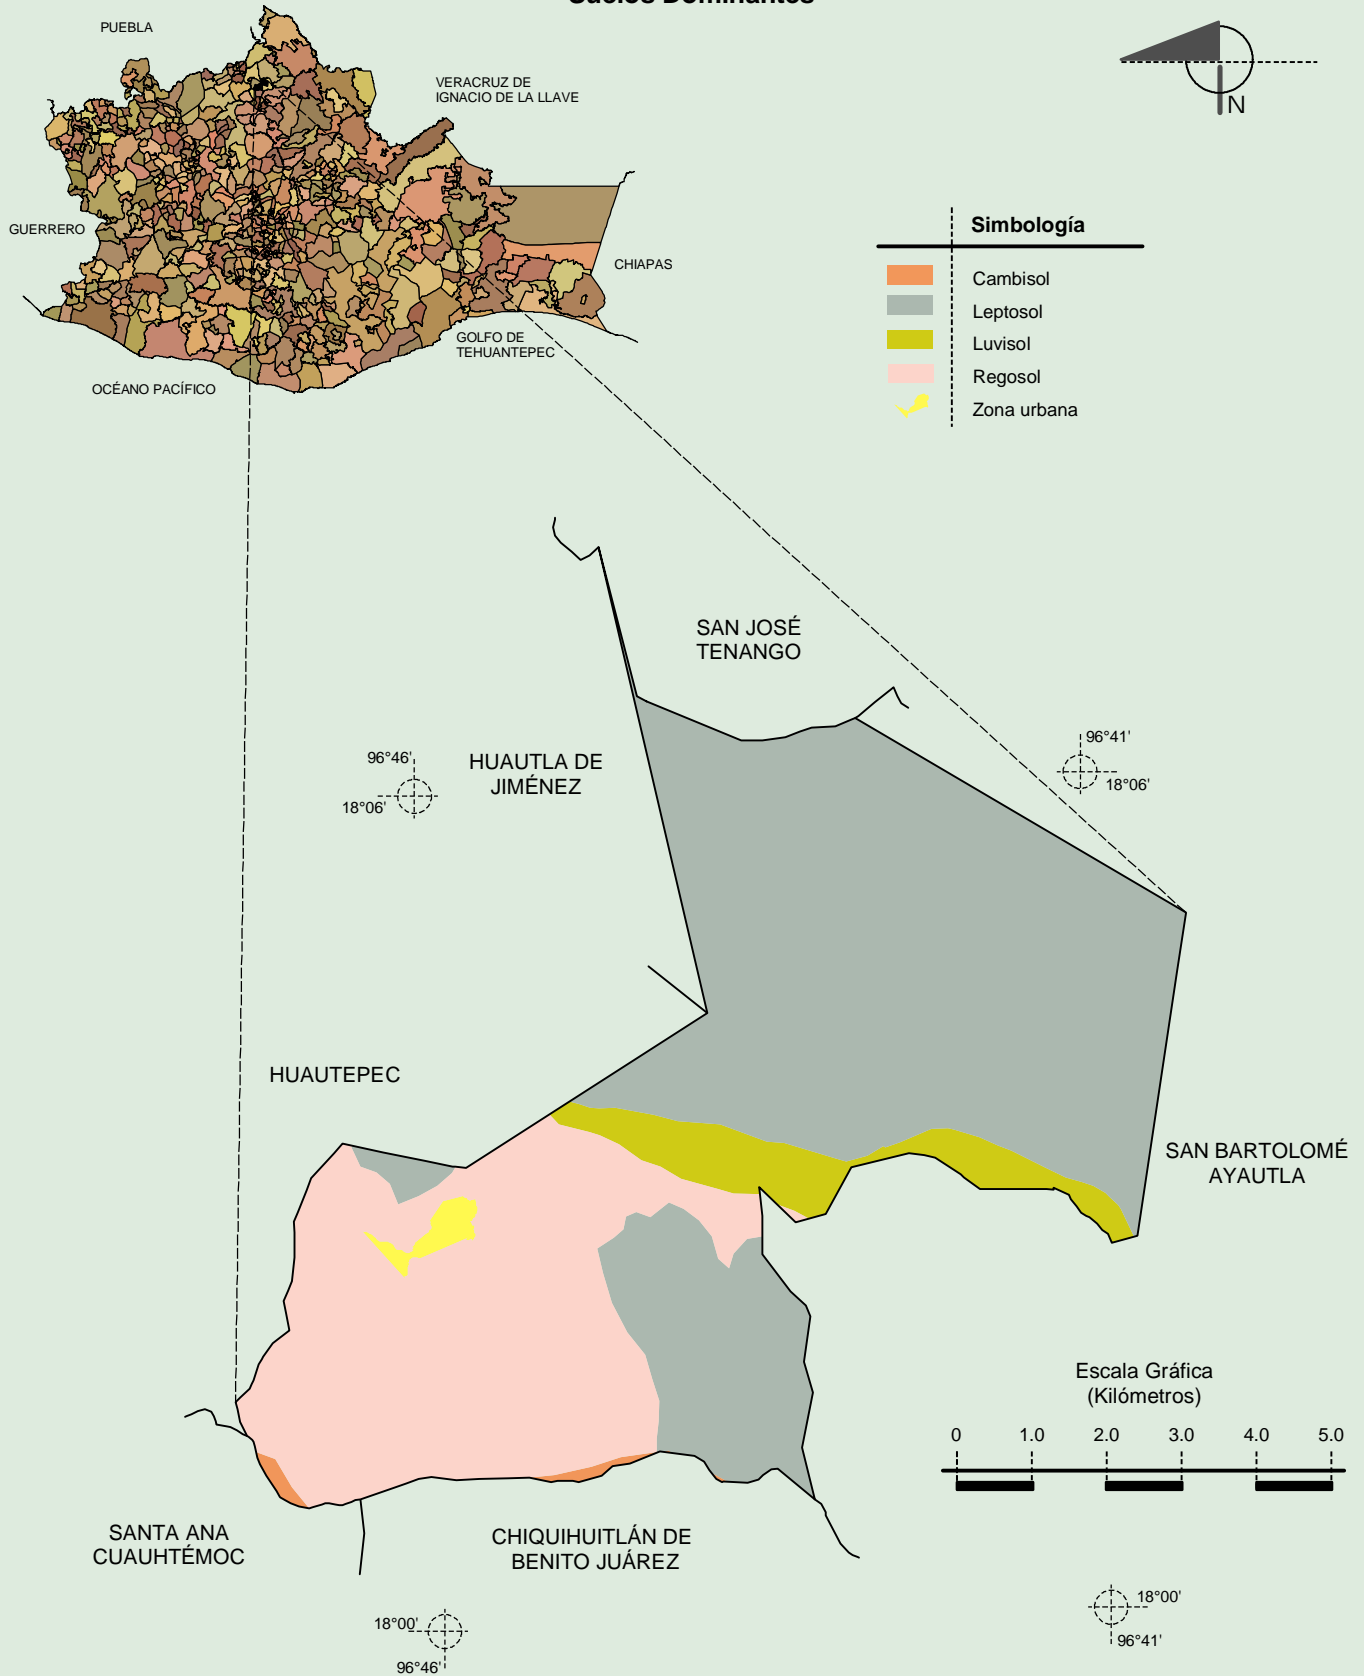 Suelos Dominantes
PUEBLA
VERACRUZ DE
IGNACIO DE LA LLAVE
GUERRERO
CHIAPAS
GOLFO DE
TEHUANTEPEC
OCÉANO PACÍFICO
N
Simbología
Cambisol
Leptosol
Luvisol
Regosol
Zona urbana
SAN JOSÉ
TENANGO
HUAUTLA DE
JIMÉNEZ
96°46'
18°06'
96°41'
18°06'
HUAUTEPEC
SAN BARTOLOMÉ
AYAUTLA
Escala Gráfica
(Kilómetros)
0 1.0 2.0 3.0 4.0 5.0
SANTA ANA
CUAUHTÉMOC
CHIQUIHUITLÁN DE
BENITO JUÁREZ
18°00'
96°46'
18°00'
96°41'